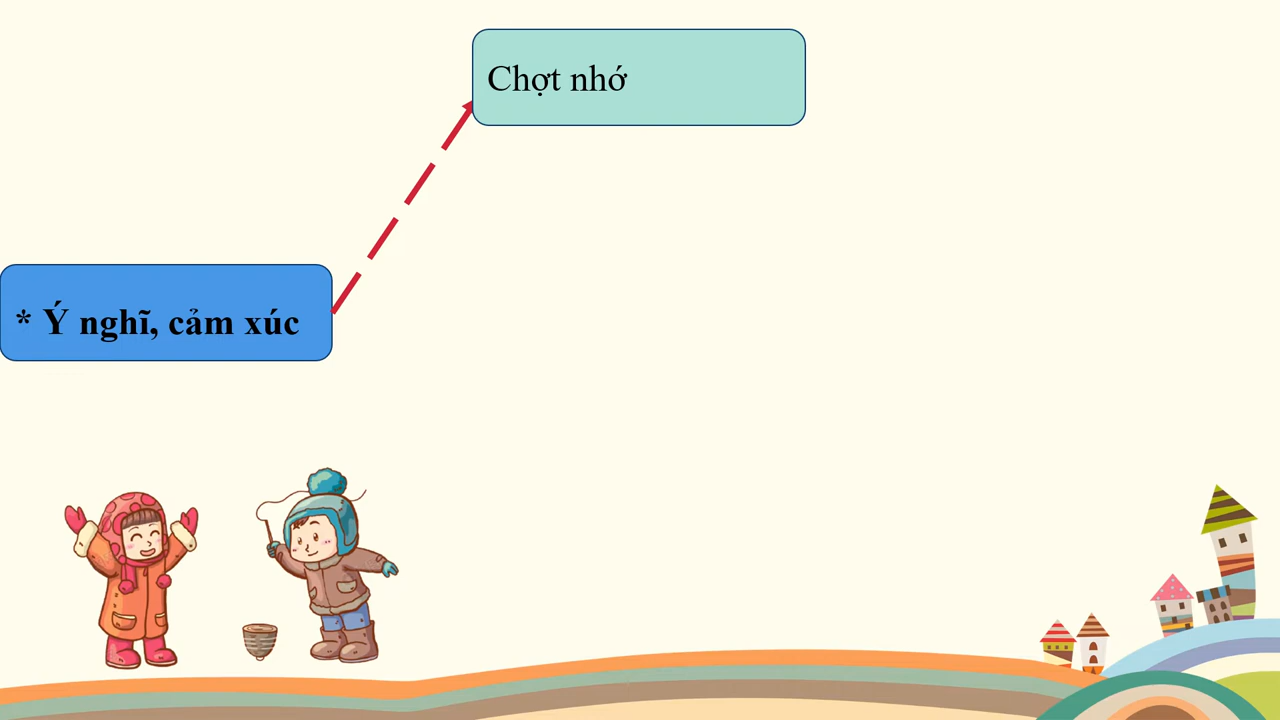 Chợt nhớ
* Ý nghĩ, cảm xúc